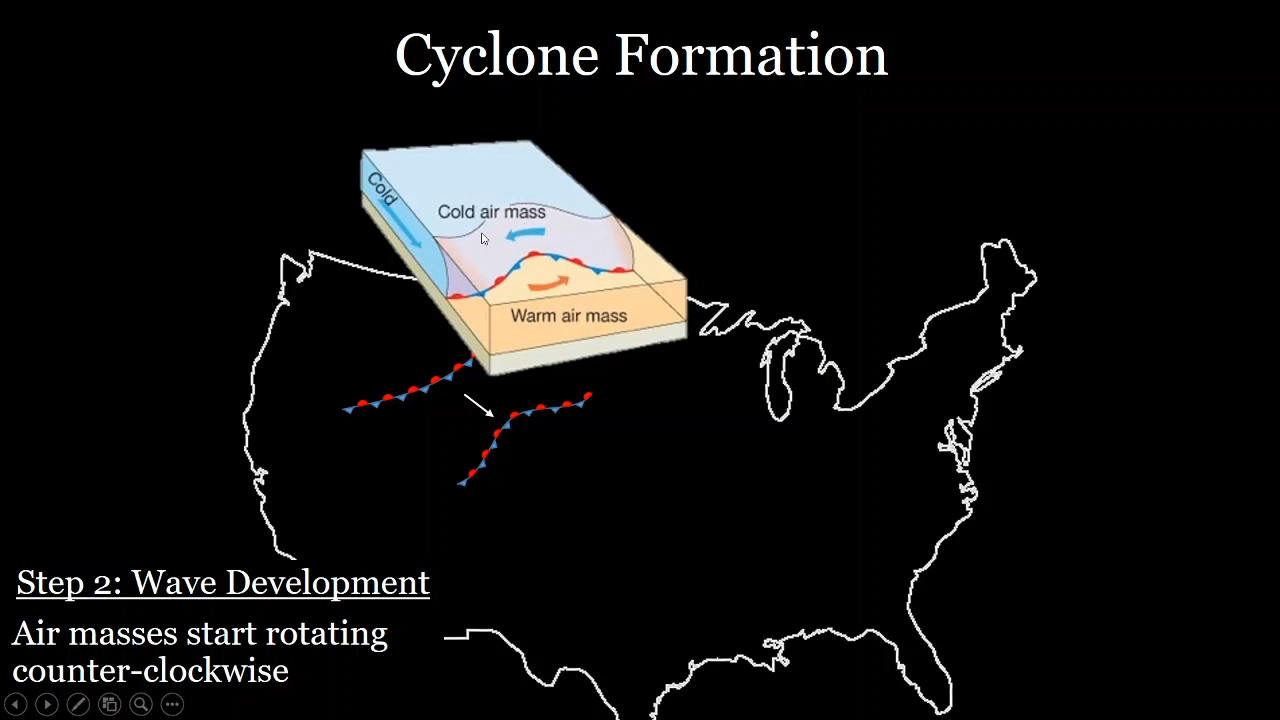 Cyclone Formation
Cold
Cold air mass
Warm air mass
Step 2: Wave Development
Air masses start rotating
counter-clockwise